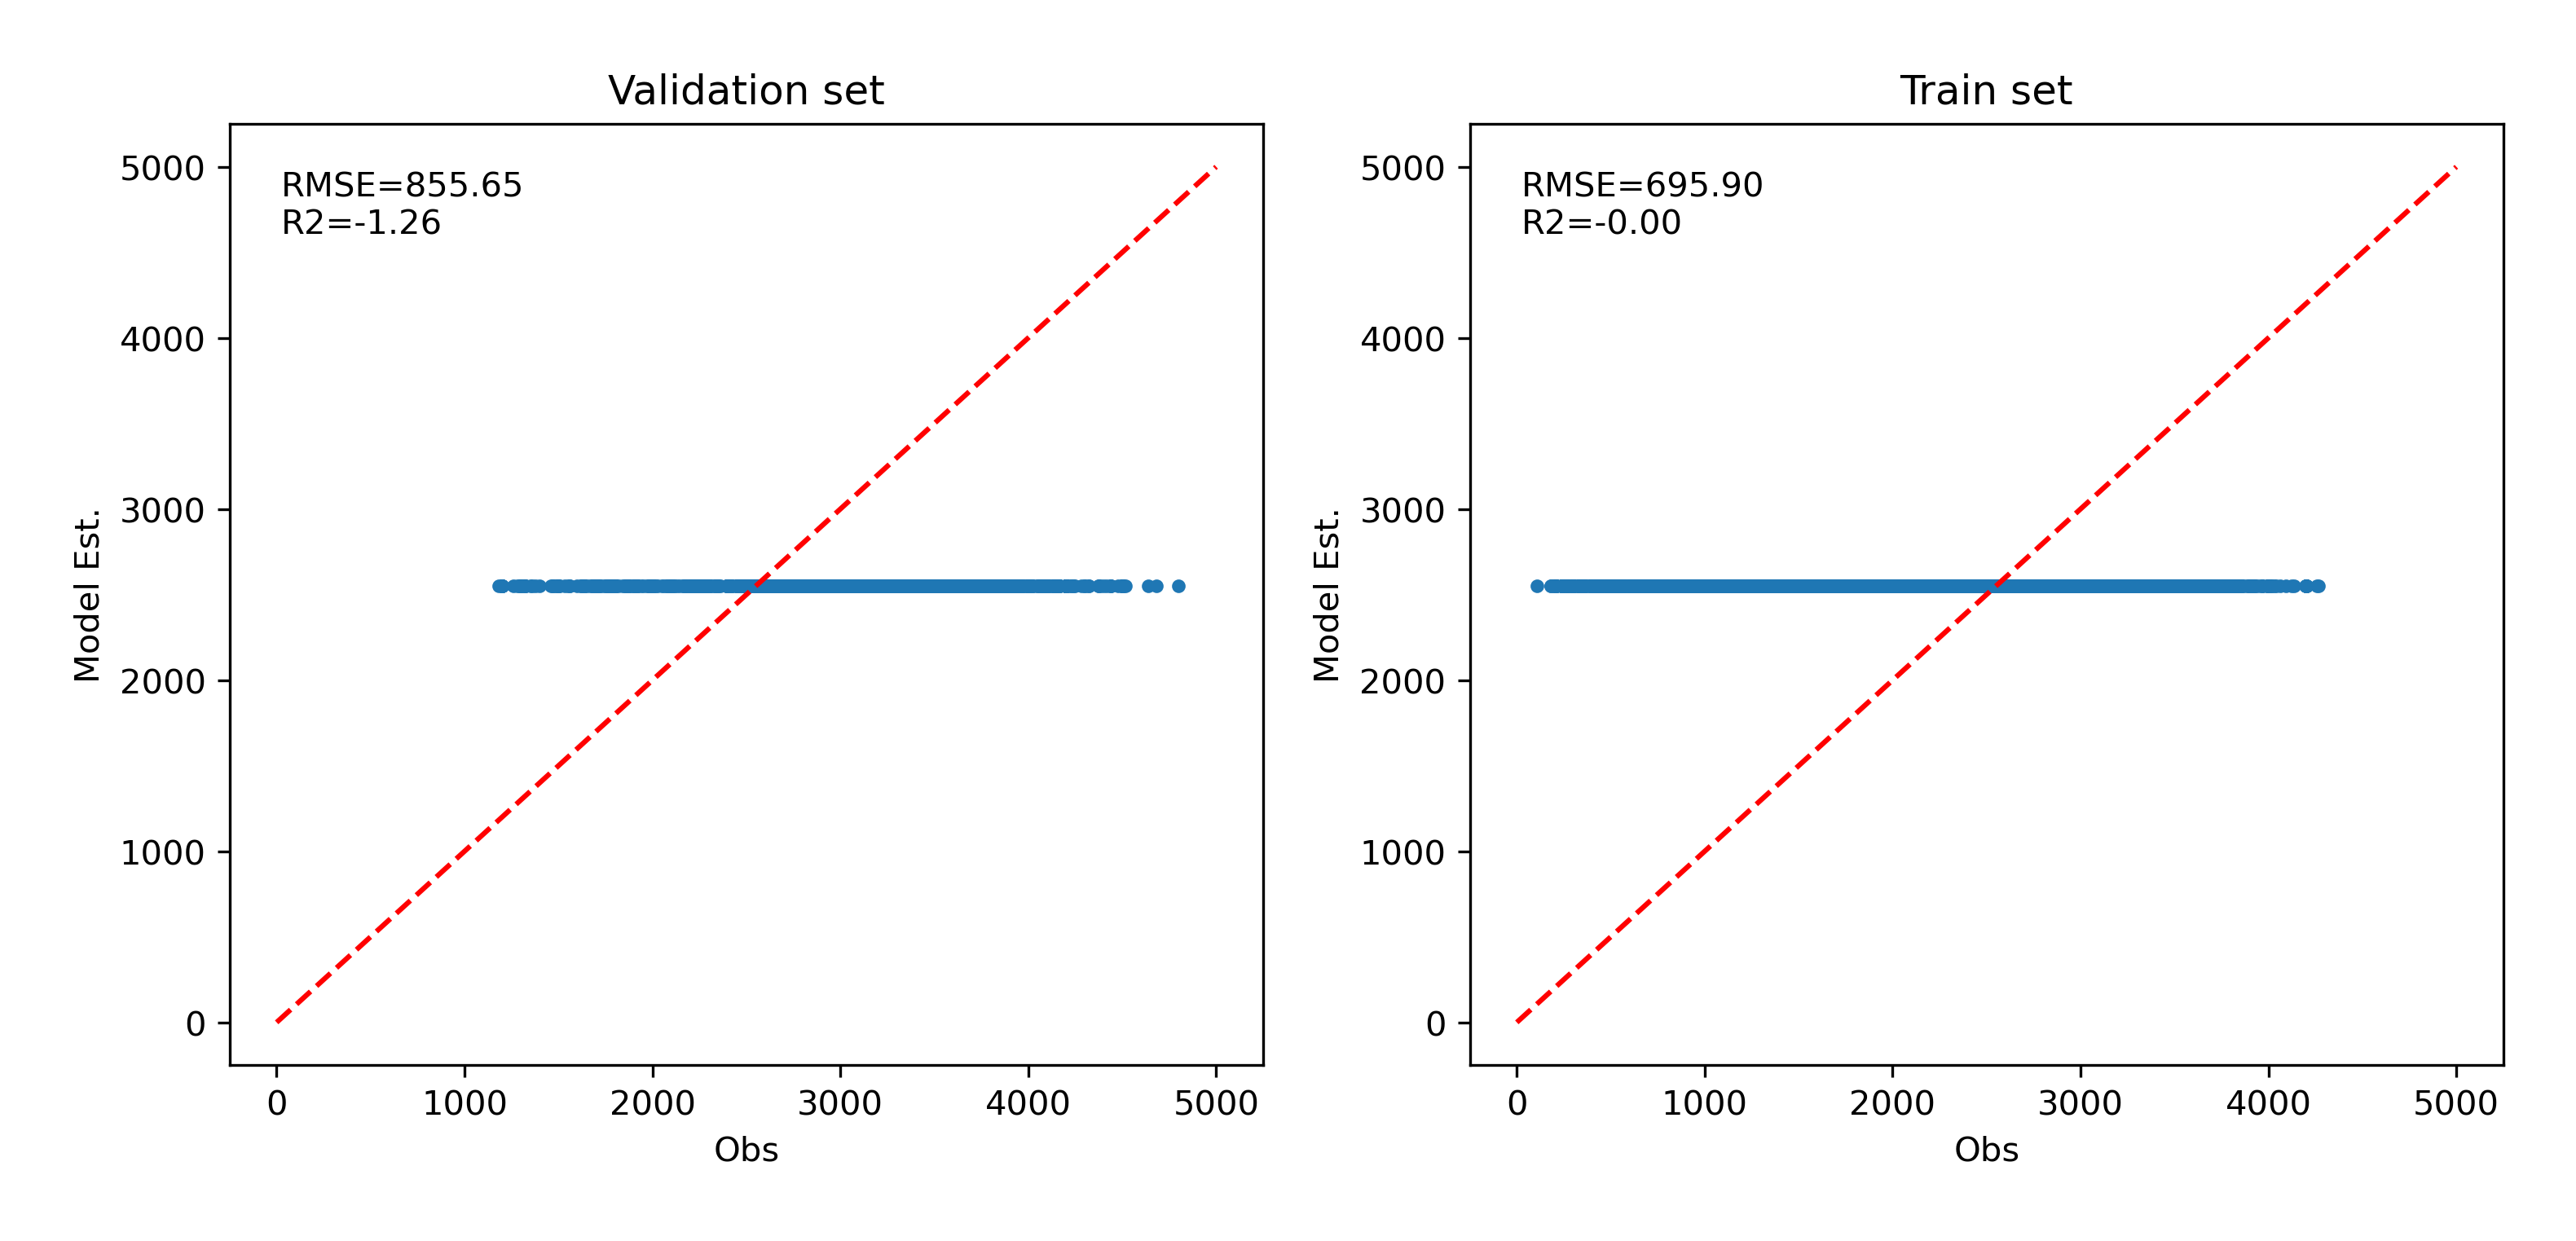 Validation set
RMSE=855.65
R2=-1.26
5000
4000
3000
2000
1000
0
Model Est.
0 1000 2000 3000 4000 5000
Obs
Train set
RMSE=695.90
R2=-0.00
5000
4000
3000
2000
1000
0
Model Est.
0 1000 2000 3000 4000 5000
Obs